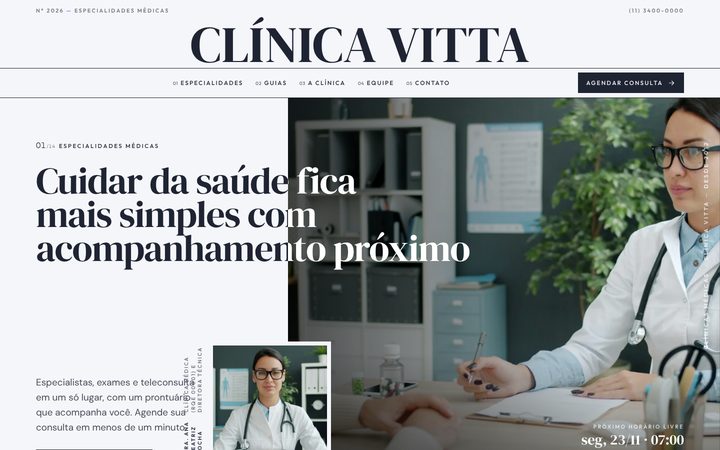 Nº 2026 — ESPECIALIDADES MÉDICAS
(11) 3400-0000
CLÍNICA VITTA
01 ESPECIALIDADES
02 GUIAS
03 A CLÍNICA
04 EQUIPE
05 CONTATO
AGENDAR CONSULTA →
01/14 ESPECIALIDADES MÉDICAS
Cuidar da saúde fica
mais simples com
acompanhamento próximo
Especialistas, exames e teleconsulta
em um só lugar, com um prontuário
que acompanha você. Agende sua
consulta em menos de um minuto.
CLÍNICA MÉDICA
DIRETORA TÉCNICA
PRÓXIMO HORÁRIO LIVRE
seg, 23/11 · 07:00